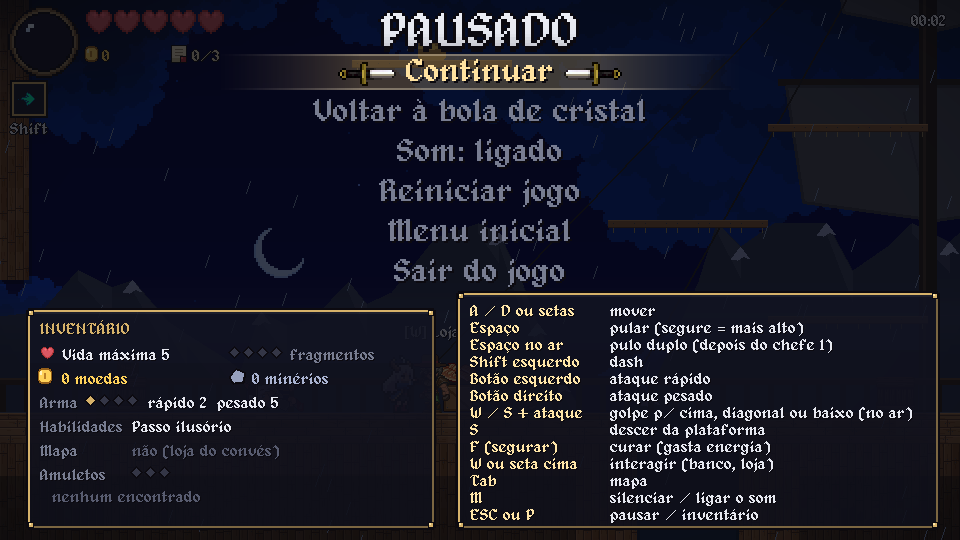 PAUSADO
00:02
0
0/3
Continuar
Shift
Voltar à bola de cristal
Som: ligado
Reiniciar jogo
Menu inicial
Sair do jogo
INVENTÁRIO
Vida máxima 5
fragmentos
0 moedas
0 minérios
Arma
rápido 2 pesado 5
Habilidades Passo ilusório
Mapa não (loja do convés)
Amuletos
nenhum encontrado
A / D ou setas mover
Espaço pular (segure = mais alto)
Espaço no ar pulo duplo (depois do chefe 1)
Shift esquerdo dash
Botão esquerdo ataque rápido
Botão direito ataque pesado
W / S + ataque golpe p/ cima, diagonal ou baixo (no ar)
S descer da plataforma
F (segurar) curar (gasta energia)
W ou seta cima interagir (banco, loja)
Tab mapa
M silenciar / ligar o som
ESC ou P pausar / inventário